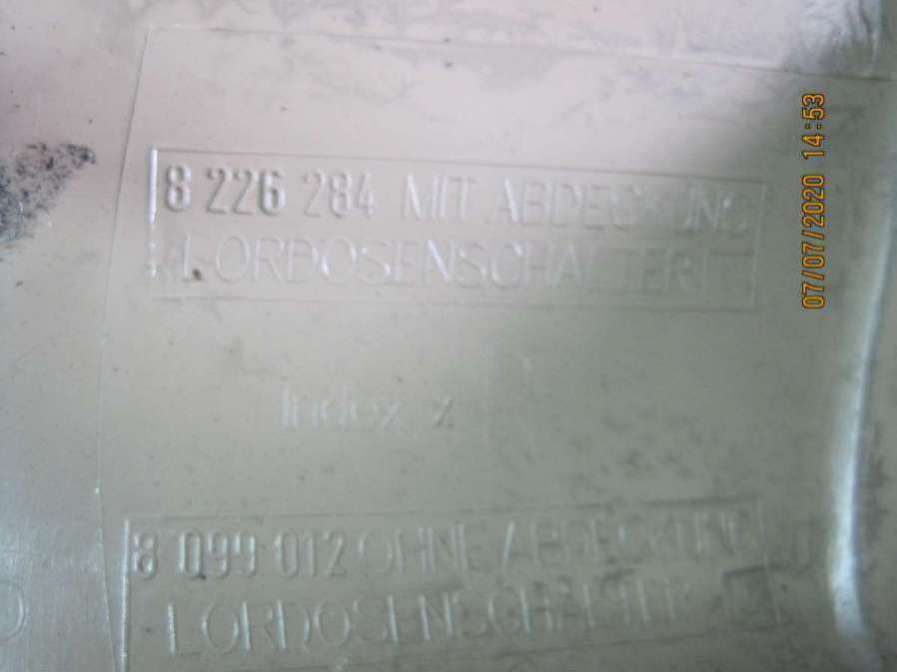 8 226 284 MIT ABDECKUNG
LORDOSENSCHALTER
Index x
8 099 012 OHNE ABDECKUNG
LORDOSENSCHALTER
07/07/2020 14:53